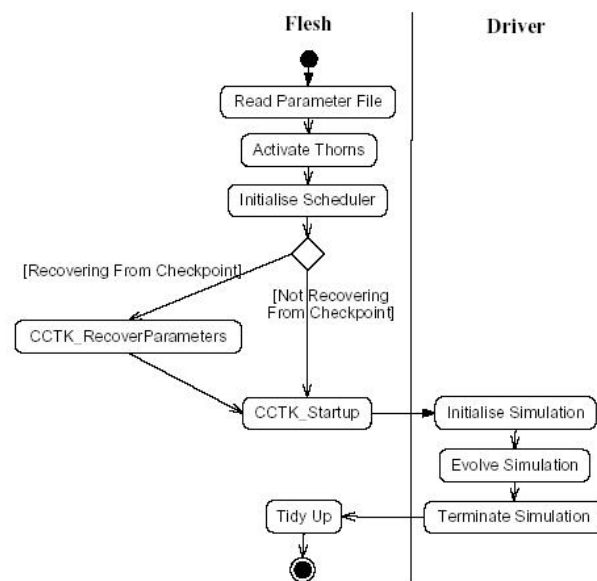 Flesh
Driver
Read Parameter File
Activate Thorns
Initialise Scheduler
[Recovering From Checkpoint]
[Not Recovering
From Checkpoint]
CCTK_RecoverParameters
CCTK_Startup
Initialise Simulation
Evolve Simulation
Terminate Simulation
Tidy Up